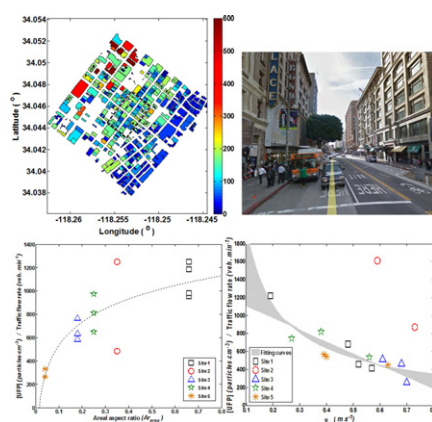 34.054
34.052
34.05
34.048
34.046
34.044
34.042
34.04
34.038
Latitude (°)
-118.26
-118.255
-118.25
-118.245
Longitude (°)
600
500
400
300
200
100
0
PALACE
HERE
[UFP] (particles cm⁻³) / Traffic flow rate (veh. min⁻¹)
1400
1200
1000
800
600
400
200
0
0
0.1
0.2
0.3
0.4
0.5
0.6
0.7
0.8
Areal aspect ratio (Ar
Site 1
Site 2
Site 3
Site 4
Site 5
[UFP] (particles cm⁻³) / Traffic flow rate (veh. min⁻¹)
1800
1600
1400
1200
1000
800
600
400
200
0.1
0.2
0.3
0.4
0.5
0.6
0.7
0.8
(m s⁻¹)
Fitting curves
Site 1
Site 2
Site 3
Site 4
Site 5